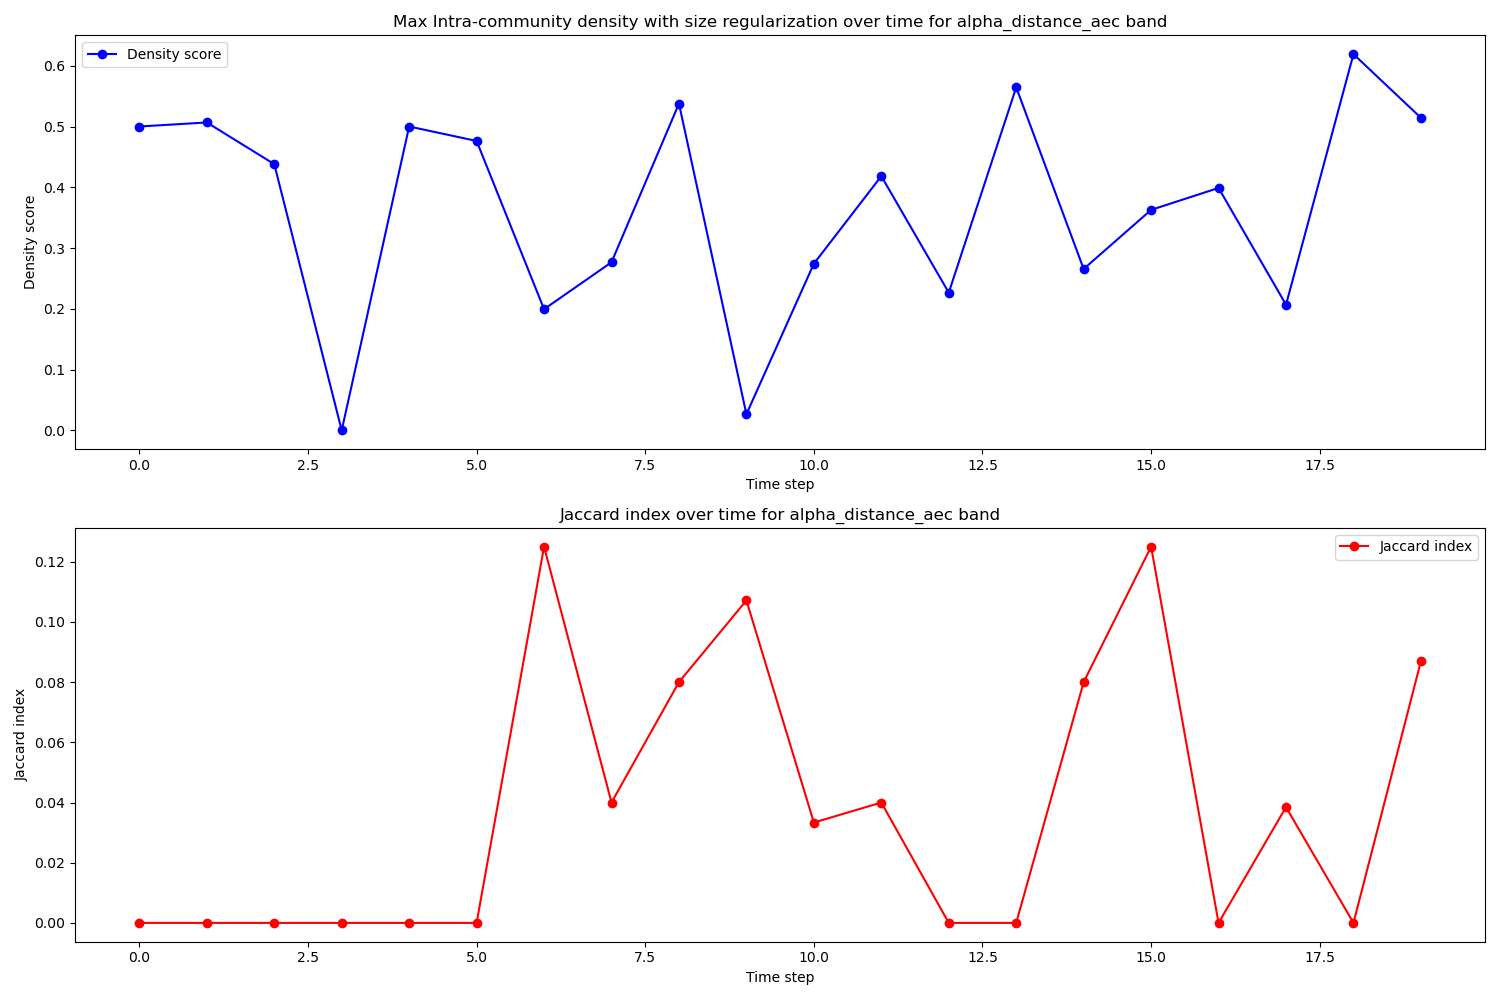 Max Intra-community density with size regularization over time for alpha_distance_aec band
Density score
Density score
0.6
0.5
0.4
0.3
0.2
0.1
0.0
0.0 2.5 5.0 7.5 10.0 12.5 15.0 17.5
Time step
Jaccard index over time for alpha_distance_aec band
Jaccard index
Jaccard index
0.12
0.10
0.08
0.06
0.04
0.02
0.00
0.0 2.5 5.0 7.5 10.0 12.5 15.0 17.5
Time step